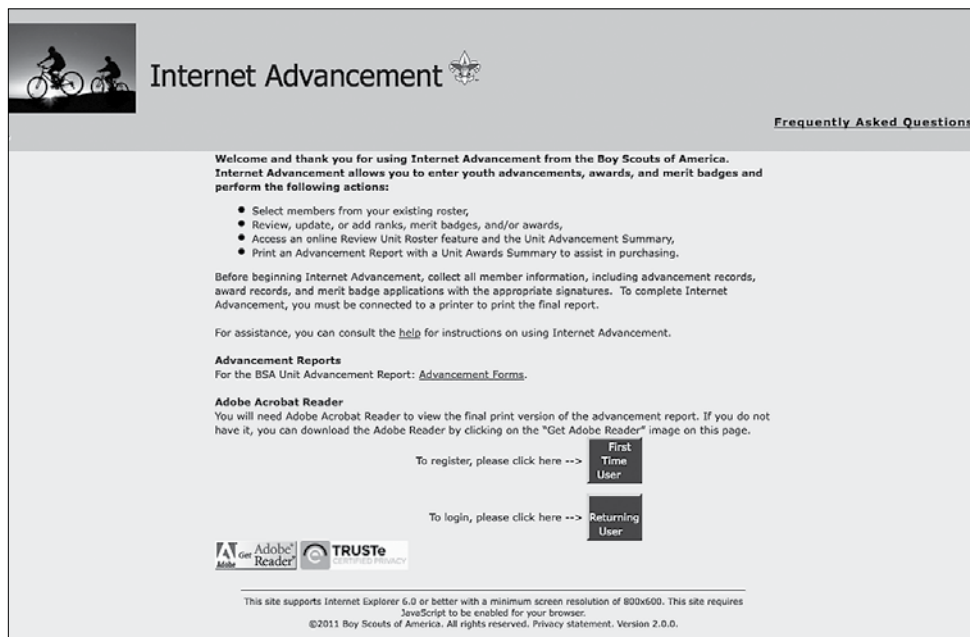 Internet Advancement
Frequently Asked Questions
Welcome and thank you for using Internet Advancement from the Boy Scouts of America.
Internet Advancement allows you to enter youth advancements, awards, and merit badges and
perform the following actions:
Select members from your existing roster,
Review, update, or add ranks, merit badges, and/or awards,
Access an online Review Unit Roster feature and the Unit Advancement Summary,
Print an Advancement Report with a Unit Awards Summary to assist in purchasing.
Before beginning Internet Advancement, collect all member information, including advancement records,
award records, and merit badge applications with the appropriate signatures. To complete Internet
Advancement, you must be connected to a printer to print the final report.
For assistance, you can consult the help for instructions on using Internet Advancement.
Advancement Reports
For the BSA Unit Advancement Report: Advancement Forms.
Adobe Acrobat Reader
You will need Adobe Acrobat Reader to view the final print version of the advancement report. If you do not
have it, you can download the Adobe Reader by clicking on the "Get Adobe Reader" image on this page.
To register, please click here -->
First
Time
User
To login, please click here -->
Returning
User
Adobe
Get Adobe®
Reader®
TRUSTe
CERTIFIED PRIVACY
This site supports Internet Explorer 6.0 or better with a minimum screen resolution of 800x600. This site requires
JavaScript to be enabled for your browser.
©2011 Boy Scouts of America. All rights reserved. Privacy statement. Version 2.0.0.